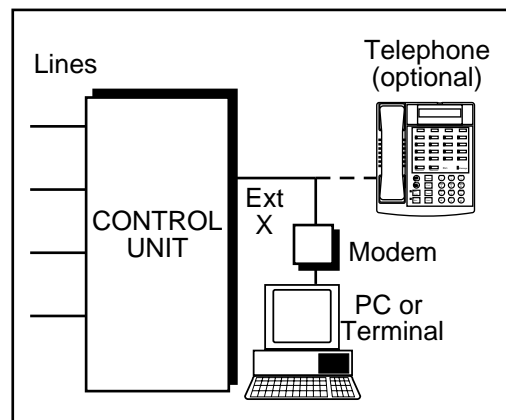 Lines
Telephone
(optional)
CONTROL
UNIT
Ext
X
Modem
PC or
Terminal